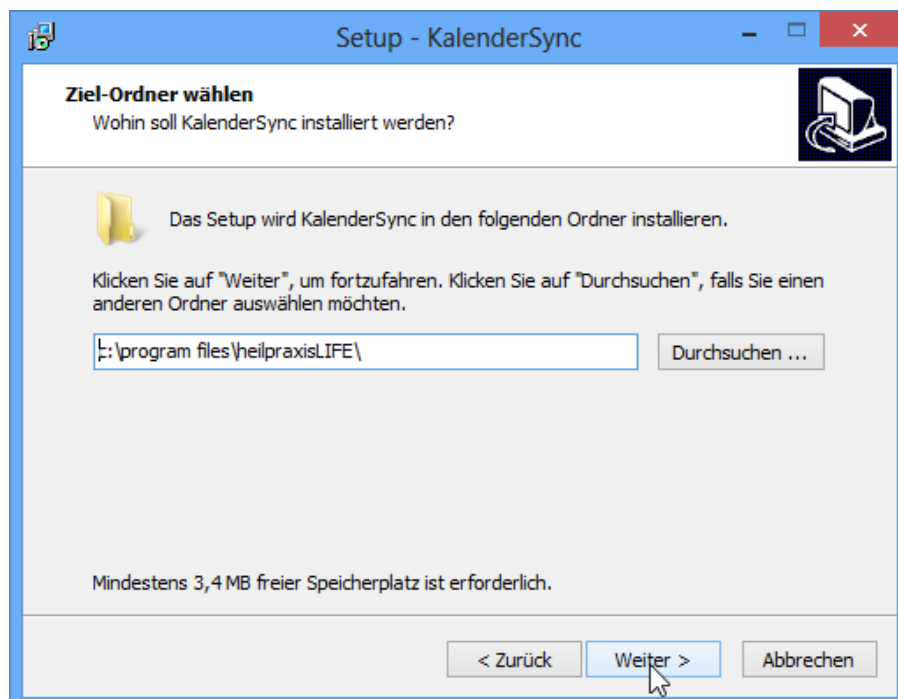 Setup - KalenderSync
Ziel-Ordner wählen
Wohin soll KalenderSync installiert werden?
Das Setup wird KalenderSync in den folgenden Ordner installieren.
Klicken Sie auf "Weiter", um fortzufahren. Klicken Sie auf "Durchsuchen", falls Sie einen
anderen Ordner auswählen möchten.
c:\program files\heilpraxisLIFE\
Durchsuchen ...
Mindestens 3,4 MB freier Speicherplatz ist erforderlich.
< Zurück
Weiter >
Abbrechen